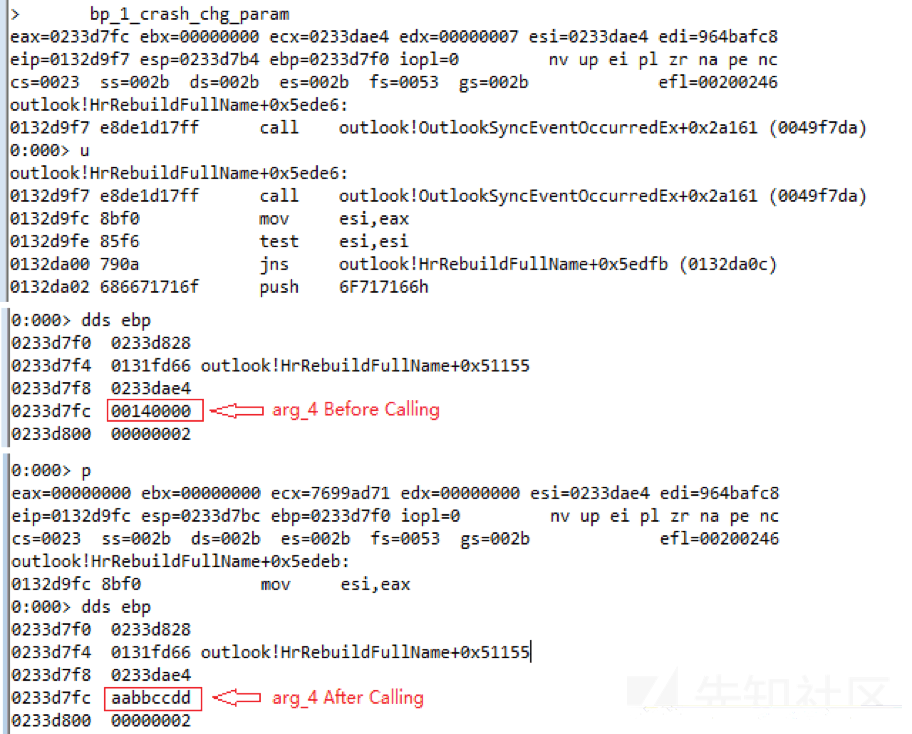 >       bp_1_crash_chg_param
eax=0233d7fc ebx=00000000 ecx=0233dae4 edx=00000007 esi=0233dae4 edi=964bafc8
eip=0132d9f7 esp=0233d7b4 ebp=0233d7f0 iopl=0         nv up ei pl zr na pe nc
cs=0023  ss=002b  ds=002b  es=002b  fs=0053  gs=002b             efl=00200246
outlook!HrRebuildFullName+0x5ede6:
0132d9f7 e8de1d17ff      call    outlook!OutlookSyncEventOccurredEx+0x2a161 (0049f7da)
0:000> u
outlook!HrRebuildFullName+0x5ede6:
0132d9f7 e8de1d17ff      call    outlook!OutlookSyncEventOccurredEx+0x2a161 (0049f7da)
0132d9fc 8bf0            mov     esi,eax
0132d9fe 85f6            test    esi,esi
0132da00 790a            jns     outlook!HrRebuildFullName+0x5edfb (0132da0c)
0132da02 686671716f      push    6F717166h
0:000> dds ebp
0233d7f0  0233d828
0233d7f4  0131fd66 outlook!HrRebuildFullName+0x51155
0233d7f8  0233dae4
0233d7fc  00140000 arg_4 Before Calling
0233d800  00000002
0:000> p
eax=00000000 ebx=00000000 ecx=7699ad71 edx=00000000 esi=0233dae4 edi=964bafc8
eip=0132d9fc esp=0233d7bc ebp=0233d7f0 iopl=0         nv up ei pl zr na pe nc
cs=0023  ss=002b  ds=002b  es=002b  fs=0053  gs=002b             efl=00200246
outlook!HrRebuildFullName+0x5edeb:
0132d9fc 8bf0            mov     esi,eax
0:000> dds ebp
0233d7f0  0233d828
0233d7f4  0131fd66 outlook!HrRebuildFullName+0x51155
0233d7f8  0233dae4
0233d7fc  aabbccdd arg_4 After Calling
0233d800  00000002
先知社区